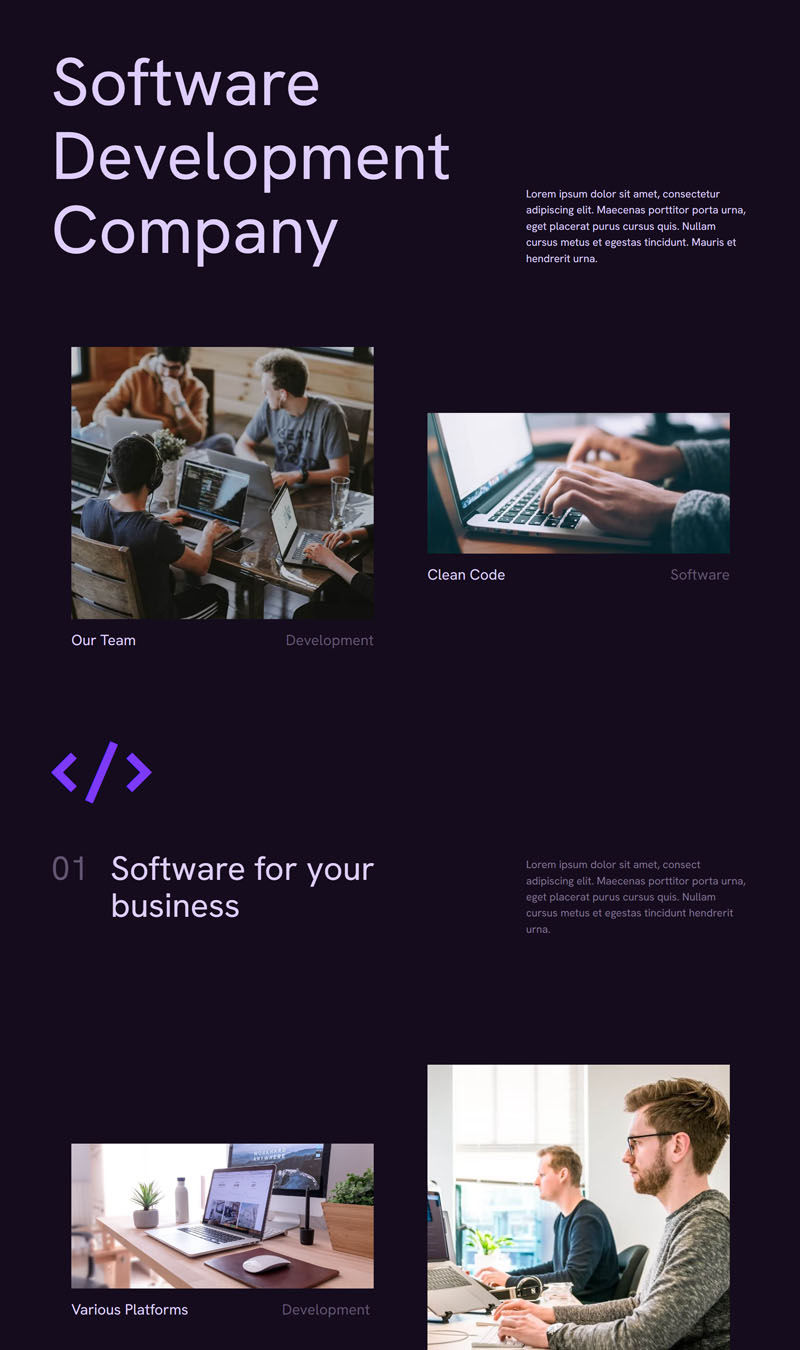 Software
Development
Company
Lorem ipsum dolor sit amet, consectetur
adipiscing elit. Maecenas porttitor porta urna,
eget placerat purus cursus quis. Nullam
cursus metus et egestas tincidunt. Mauris et
hendrerit urna.
Our Team
Development
Clean Code
Software
</>
01
Software for your
business
Lorem ipsum dolor sit amet, consect
adipiscing elit. Maecenas porttitor porta urna,
eget placerat purus cursus quis. Nullam
cursus metus et egestas tincidunt hendrerit
urna.
WORKHARD
ANYWHERE
Various Platforms
Development